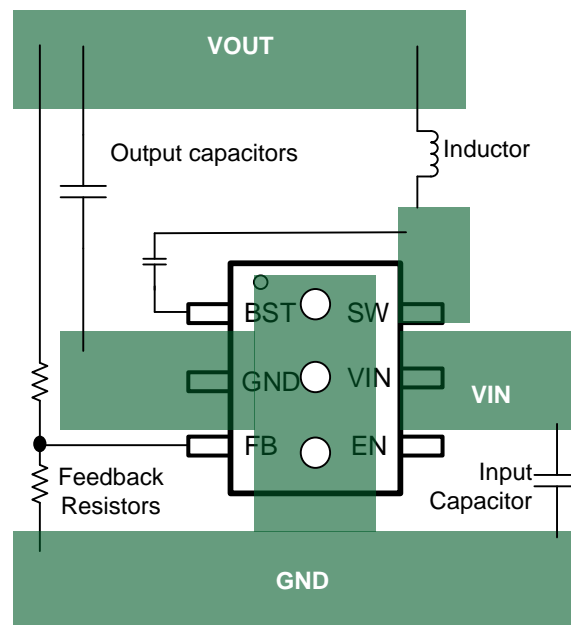 VOUT
Output capacitors
Inductor
BST
SW
GND
VIN
VIN
FB
EN
Feedback
Resistors
Input
Capacitor
GND